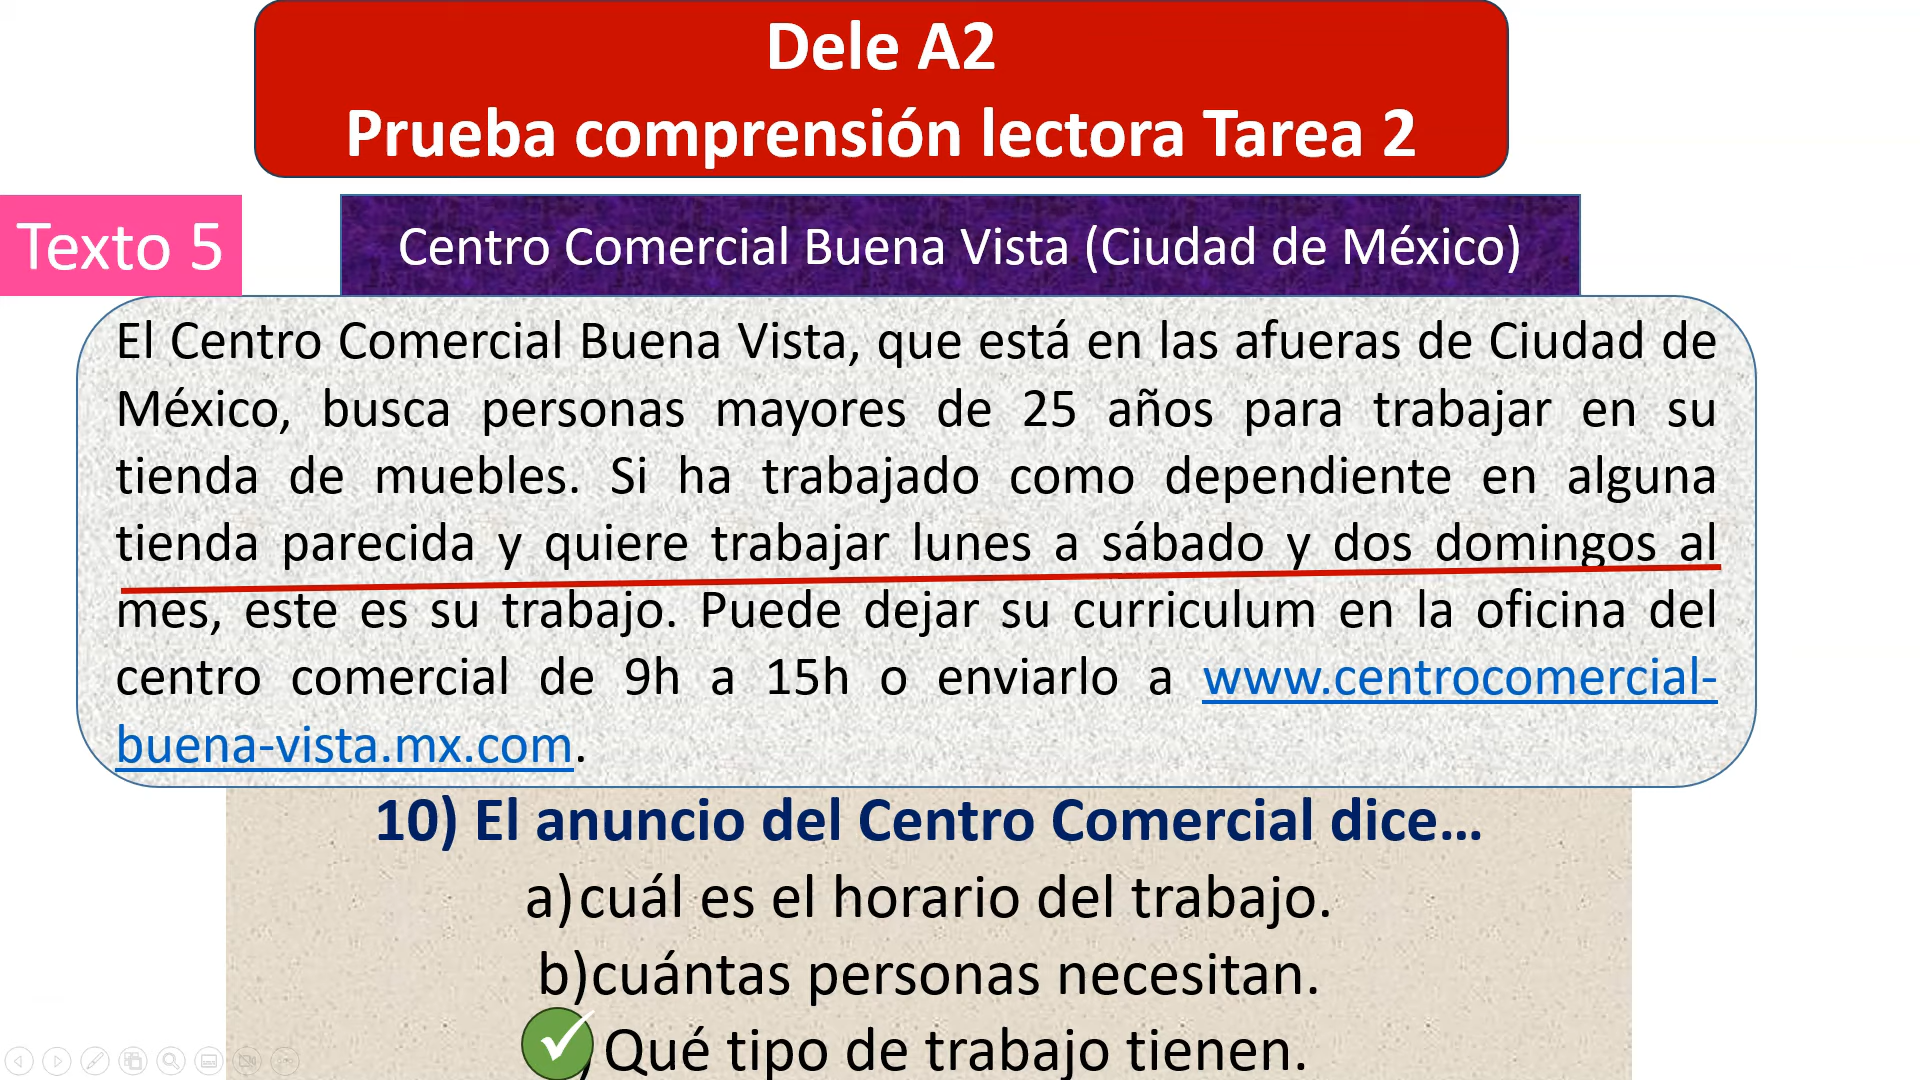 Dele A2
Prueba comprensión lectora Tarea 2
Texto 5
Centro Comercial Buena Vista (Ciudad de México)
El Centro Comercial Buena Vista, que está en las afueras de Ciudad de
México, busca personas mayores de 25 años para trabajar en su
tienda de muebles. Si ha trabajado como dependiente en alguna
tienda parecida y quiere trabajar lunes a sábado y dos domingos al
mes, este es su trabajo. Puede dejar su curriculum en la oficina del
centro comercial de 9h a 15h o enviarlo a www.centrocomercial-
buena-vista.mx.com.
10) El anuncio del Centro Comercial dice...
a)cuál es el horario del trabajo.
b)cuántas personas necesitan.
) Qué tipo de trabajo tienen.